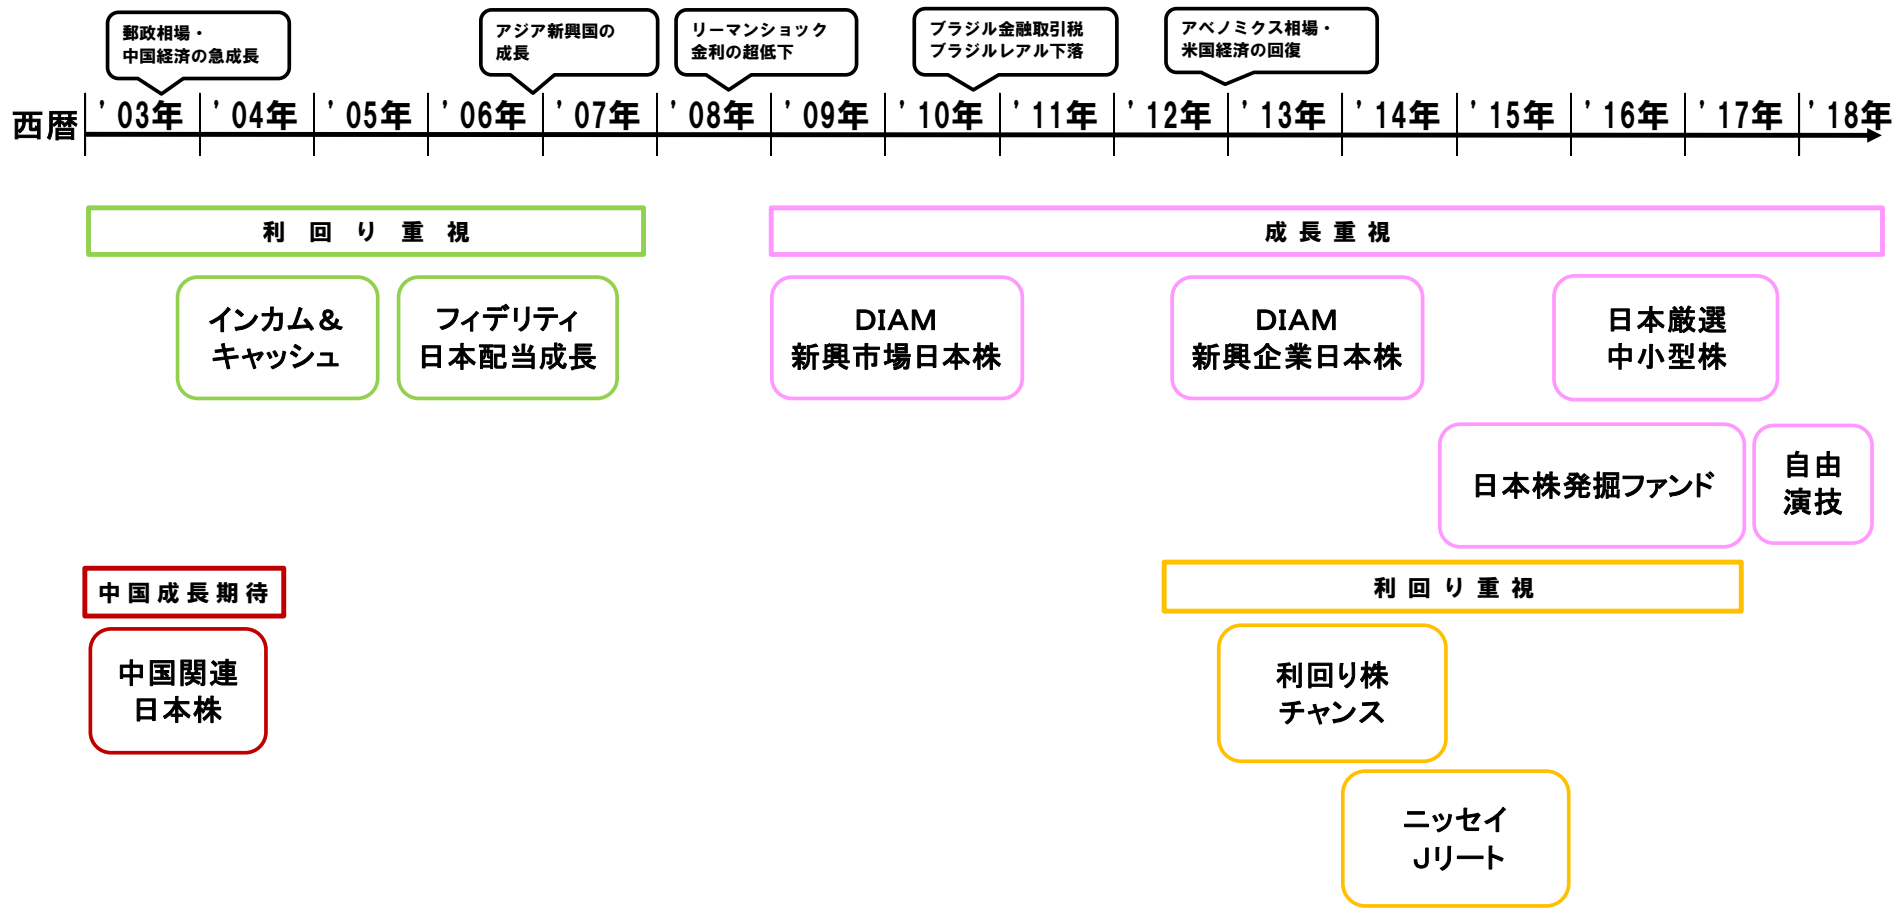 郵政相場・
中国経済の急成長
アジア新興国の
成長
リーマンショック
金利の超低下
ブラジル金融取引税
ブラジルレアル下落
アベノミクス相場・
米国経済の回復
西暦
'03年
'04年
'05年
'06年
'07年
'08年
'09年
'10年
'11年
'12年
'13年
'14年
'15年
'16年
'17年
'18年
利回り重視
成長重視
インカム＆
キャッシュ
フィデリティ
日本配当成長
DIAM
新興市場日本株
DIAM
新興企業日本株
日本厳選
中小型株
日本株発掘ファンド
自由
演技
中国成長期待
利回り重視
中国関連
日本株
利回り株
チャンス
ニッセイ
Jリート